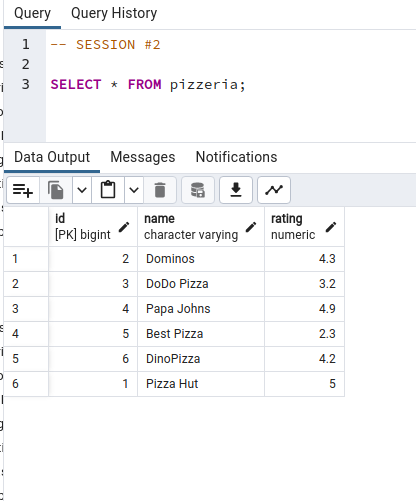 Query Query History
1 -- SESSION #2
2
3 SELECT * FROM pizzeria;
Data Output Messages Notifications
id name rating
[PK] bigint character varying numeric
1 2 Dominos 4.3
2 3 DoDo Pizza 3.2
3 4 Papa Johns 4.9
4 5 Best Pizza 2.3
5 6 DinoPizza 4.2
6 1 Pizza Hut 5